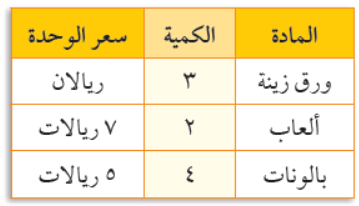 المادة الكمية سعر الوحدة
ورق زينة ٣ ريالان
ألعاب ٢ ٧ ريالات
بالونات ٤ ٥ ريالات